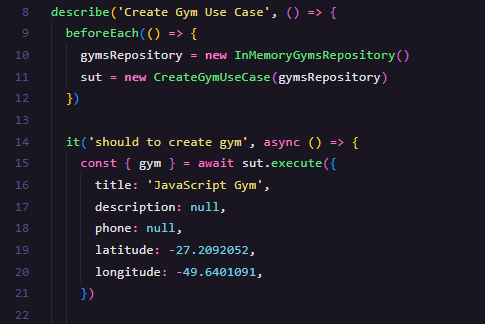 8 describe('Create Gym Use Case', () => {
9 beforeEach(() => {
10 gymsRepository = new InMemoryGymsRepository()
11 sut = new CreateGymUseCase(gymsRepository)
12 })
13
14 it('should to create gym', async () => {
15 const { gym } = await sut.execute({
16 title: 'JavaScript Gym',
17 description: null,
18 phone: null,
19 latitude: -27.2092052,
20 longitude: -49.6401091,
21 })
22